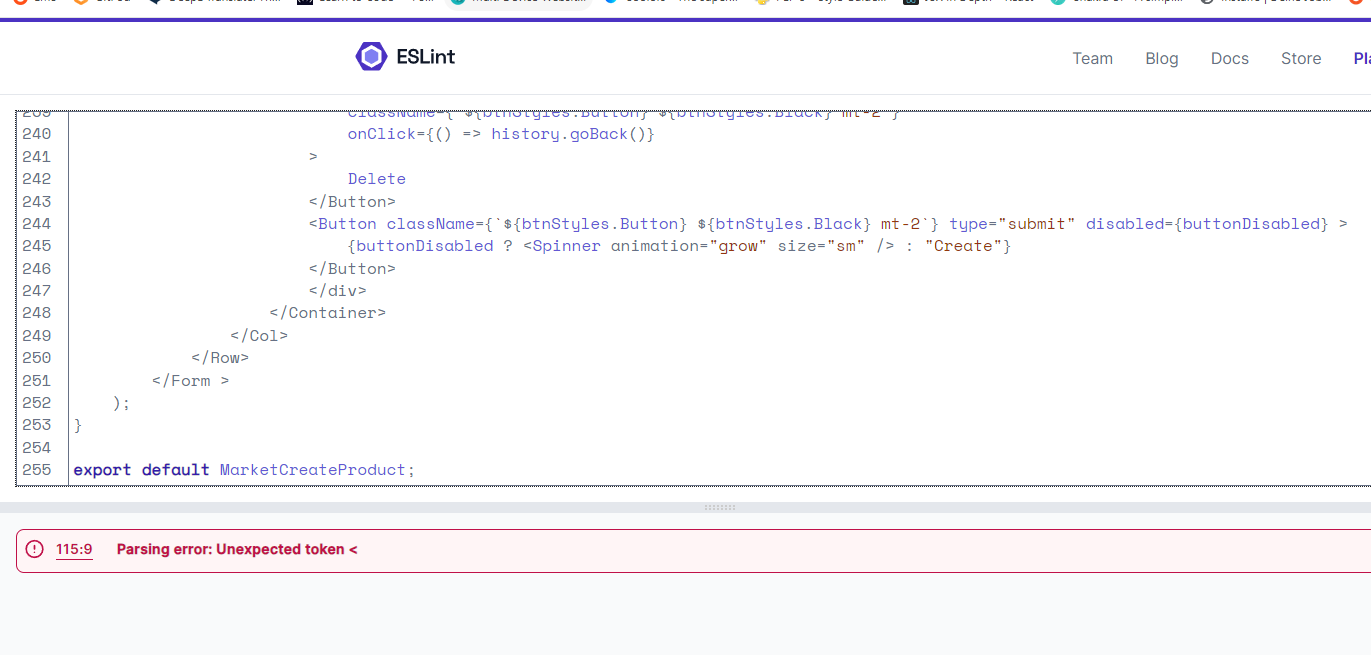 ESLint
Team Blog Docs Store
className={`${btnStyles.Button} ${btnStyles.Black} mt-2`}
240 onClick={() => history.goBack()}
241 >
242 Delete
243 </Button>
244 <Button className={`${btnStyles.Button} ${btnStyles.Black} mt-2`} type="submit" disabled={buttonDisabled} >
245 {buttonDisabled ? <Spinner animation="grow" size="sm" /> : "Create"}
246 </Button>
247 </div>
248 </Container>
249 </Col>
250 </Row>
251 </Form >
252 );
253 }
254
255 export default MarketCreateProduct;
115:9 Parsing error: Unexpected token <